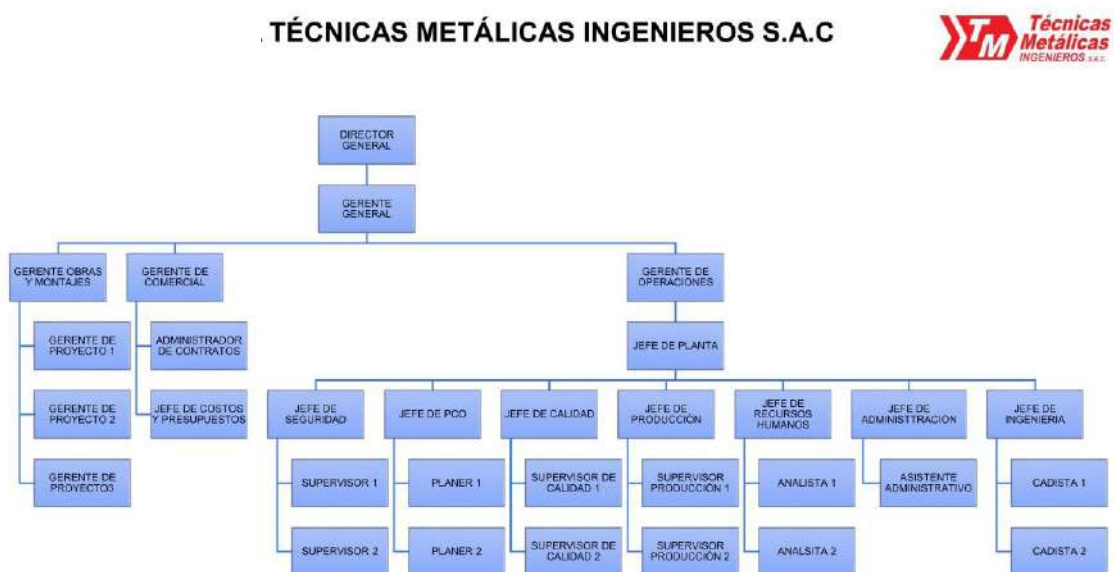 . TÉCNICAS METÁLICAS INGENIEROS S.A.C
TM
Técnicas
Metálicas
INGENIEROS S.A.C.
DIRECTOR
GENERAL
GERENTE
GENERAL
GERENTE OBRAS
Y MONTAJES
GERENTE DE
COMERCIAL
GERENTE DE
OPERACIONES
GERENTE DE
PROYECTO 1
ADMINISTRADOR
DE CONTRATOS
JEFE DE PLANTA
GERENTE DE
PROYECTO 2
JEFE DE COSTOS
Y PRESUPUESTOS
JEFE DE
SEGURIDAD
JEFE DE PCO
JEFE DE CALIDAD
JEFE DE
PRODUCCIÓN
JEFE DE
RECURSOS
HUMANOS
JEFE DE
ADMINISTTRACION
JEFE DE
INGENIERIA
GERENTE DE
PROYECTO3
SUPERVISOR 1
PLANER 1
SUPERVISOR DE
CALIDAD 1
SUPERVISOR
PRODUCCIÓN 1
ANALISTA 1
ASISTENTE
ADMINISTRATIVO
CADISTA 1
SUPERVISOR 2
PLANER 2
SUPERVISOR DE
CALIDAD 2
SUPERVISOR
PRODUCCIÓN 2
ANALSITA 2
CADISTA 2